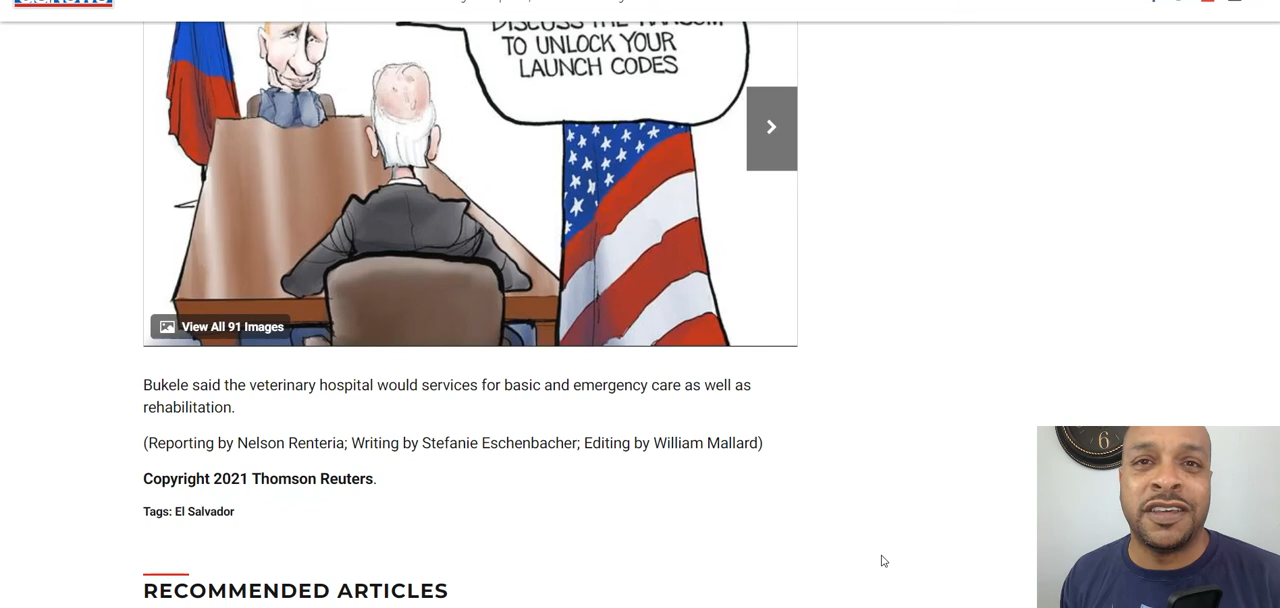 DISCUSS THE RANSOM
TO UNLOCK YOUR
LAUNCH CODES
View All 91 Images
Bukele said the veterinary hospital would services for basic and emergency care as well as
rehabilitation.
(Reporting by Nelson Renteria; Writing by Stefanie Eschenbacher; Editing by William Mallard)
Copyright 2021 Thomson Reuters.
Tags: El Salvador
RECOMMENDED ARTICLES
6